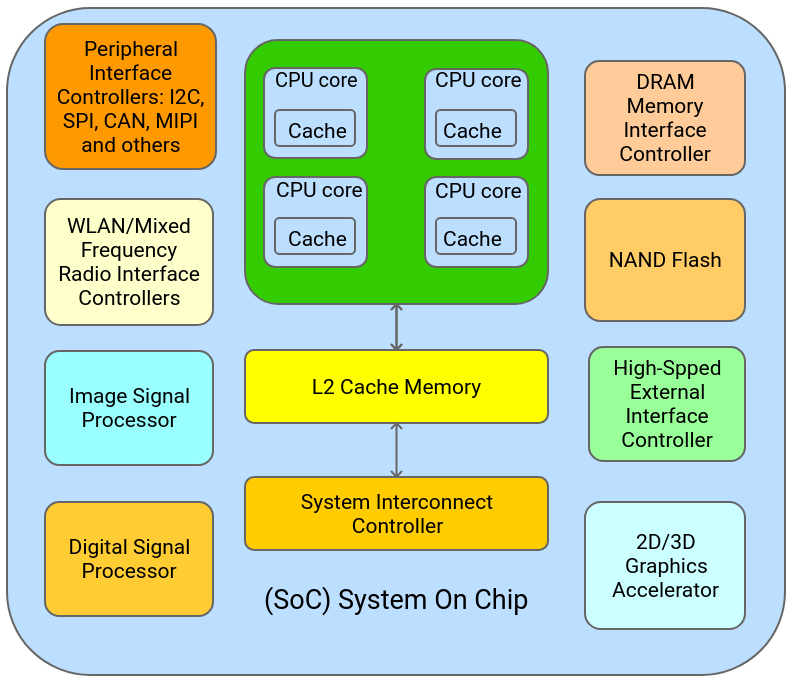 Peripheral
Interface
Controllers: I2C,
SPI, CAN, MIPI
and others
WLAN/Mixed
Frequency
Radio Interface
Controllers
Image Signal
Processor
Digital Signal
Processor
CPU core
Cache
CPU core
Cache
CPU core
Cache
CPU core
Cache
L2 Cache Memory
System Interconnect
Controller
(SoC) System On Chip
DRAM
Memory
Interface
Controller
NAND Flash
High-Spped
External
Interface
Controller
2D/3D
Graphics
Accelerator